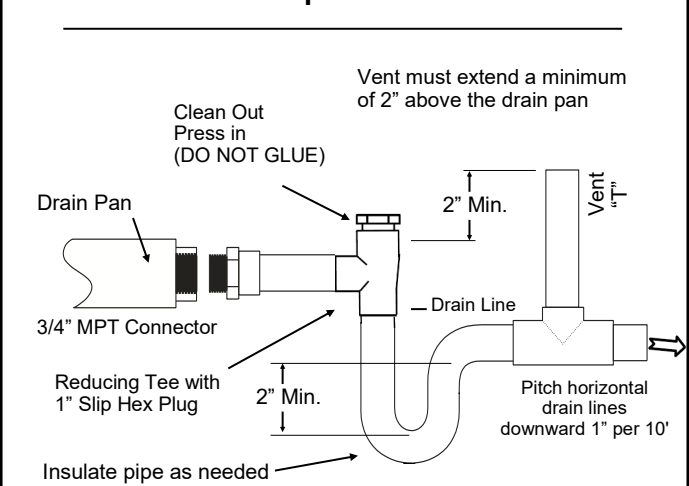 Vent must extend a minimum
of 2” above the drain pan
Clean Out
Press in
(DO NOT GLUE)
Drain Pan
2” Min.
Vent
“T”
Drain Line
3/4” MPT Connector
Reducing Tee with
1” Slip Hex Plug
2” Min.
Pitch horizontal
drain lines
downward 1” per 10'
Insulate pipe as needed